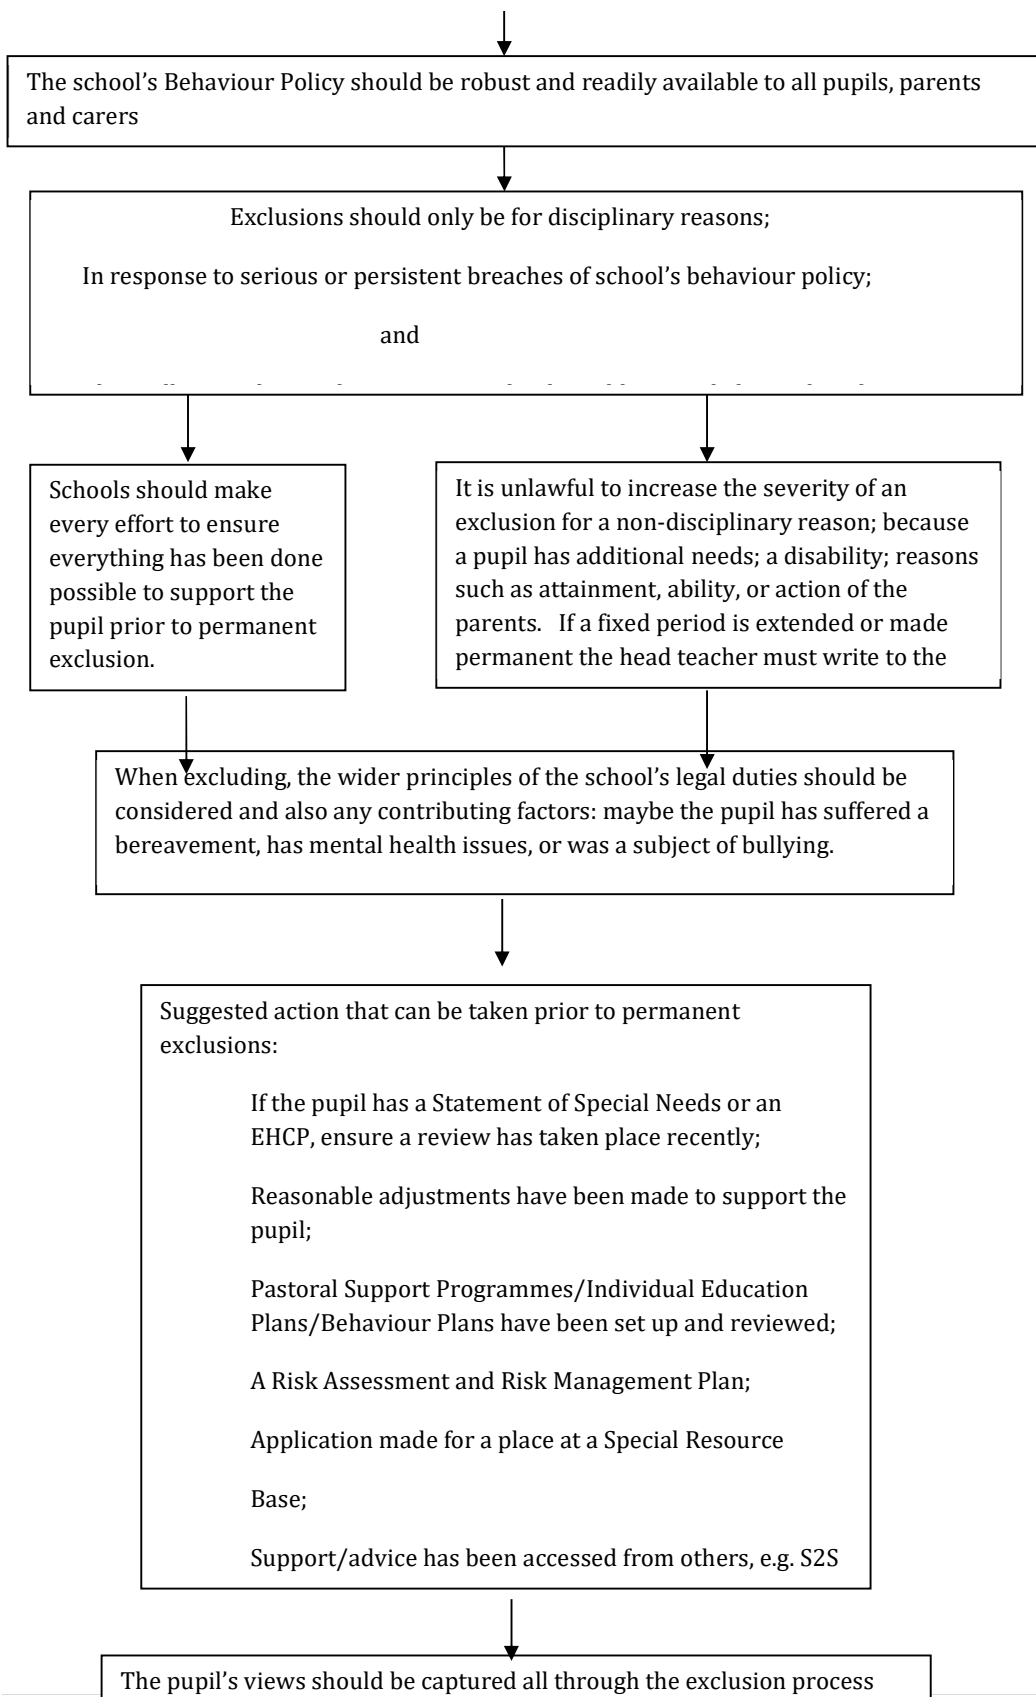 The school’s Behaviour Policy should be robust and readily available to all pupils, parents
and carers
Exclusions should only be for disciplinary reasons;
In response to serious or persistent breaches of school’s behaviour policy;
and
Schools should make
every effort to ensure
everything has been done
possible to support the
pupil prior to permanent
exclusion.
It is unlawful to increase the severity of an
exclusion for a non-disciplinary reason; because
a pupil has additional needs; a disability; reasons
such as attainment, ability, or action of the
parents.   If a fixed period is extended or made
permanent the head teacher must write to the
When excluding, the wider principles of the school’s legal duties should be
considered and also any contributing factors: maybe the pupil has suffered a
bereavement, has mental health issues, or was a subject of bullying.
Suggested action that can be taken prior to permanent
exclusions:
If the pupil has a Statement of Special Needs or an
EHCP, ensure a review has taken place recently;
Reasonable adjustments have been made to support the
pupil;
Pastoral Support Programmes/Individual Education
Plans/Behaviour Plans have been set up and reviewed;
A Risk Assessment and Risk Management Plan;
Application made for a place at a Special Resource
Base;
Support/advice has been accessed from others, e.g. S2S
The pupil’s views should be captured all through the exclusion process